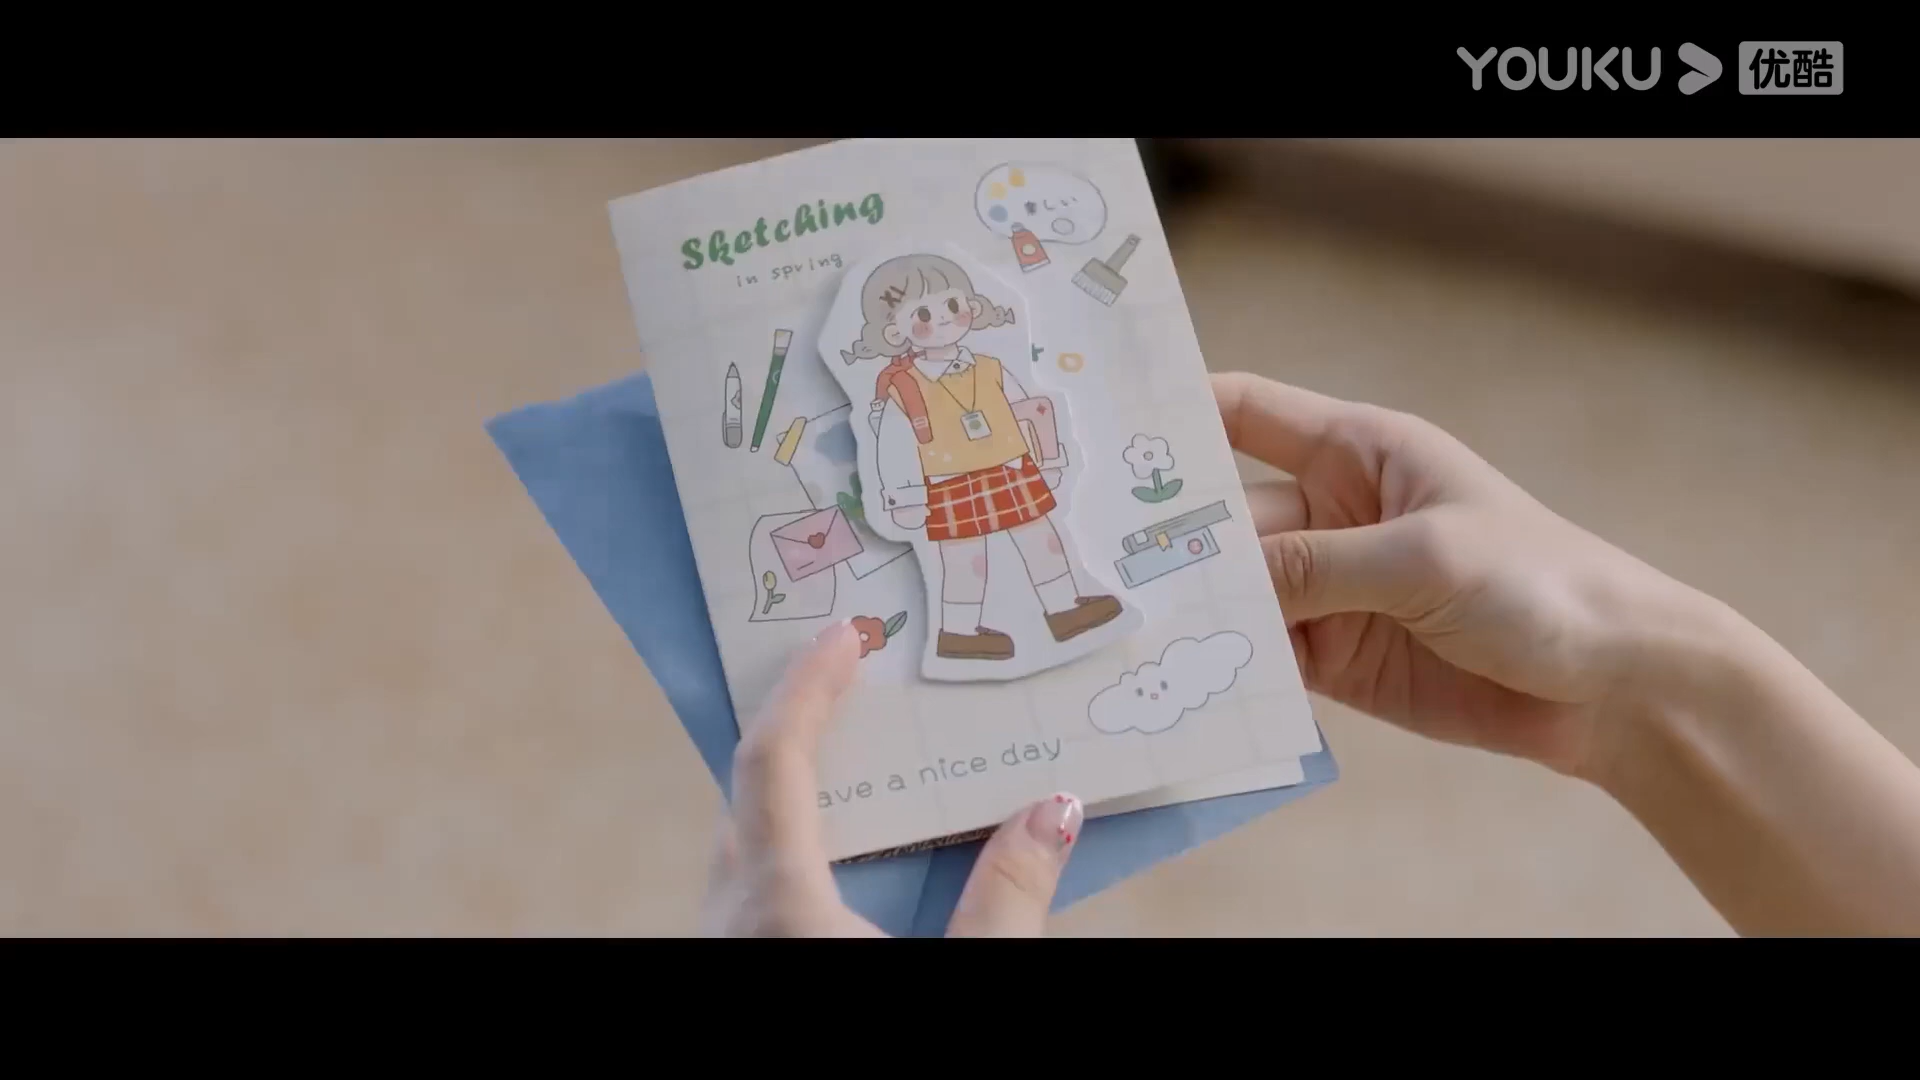 YOUKU 优酷
Sketching
in spring
楽しい
ave a nice day